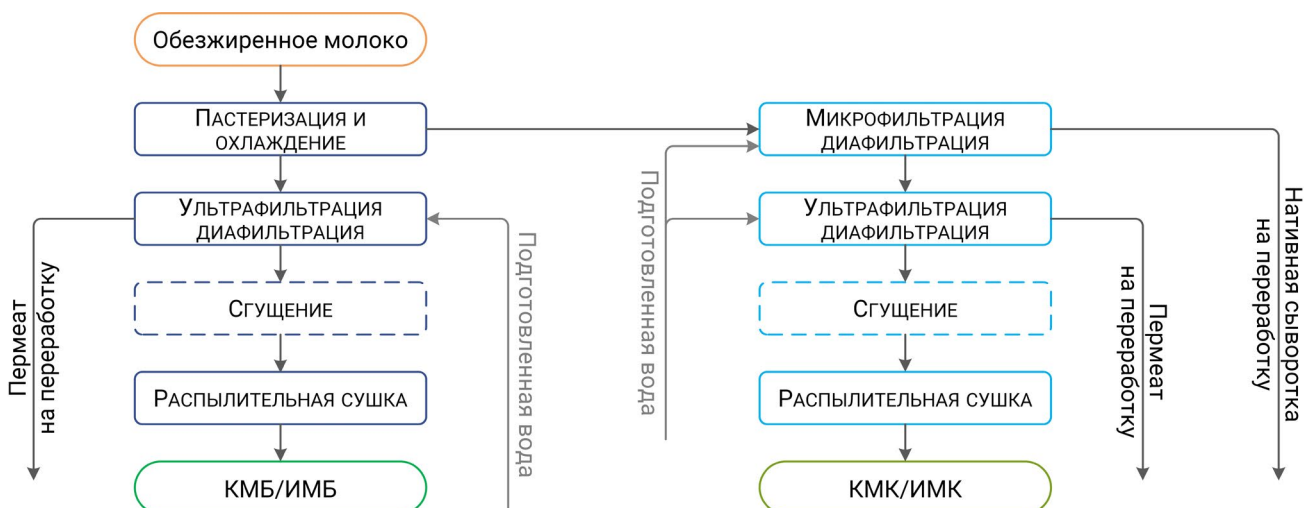 Обезжиренное молоко
Пастеризация и
охлаждение
Ультрафильтрация
диафильтрация
Сгущение
Распылительная сушка
КМБ/ИМБ
Пермеат
на переработку
Подготовленная вода
Микрофильтрация
диафильтрация
Ультрафильтрация
диафильтрация
Сгущение
Распылительная сушка
КМК/ИМК
Подготовленная вода
Пермеат
на переработку
Нативная сыворотка
на переработку